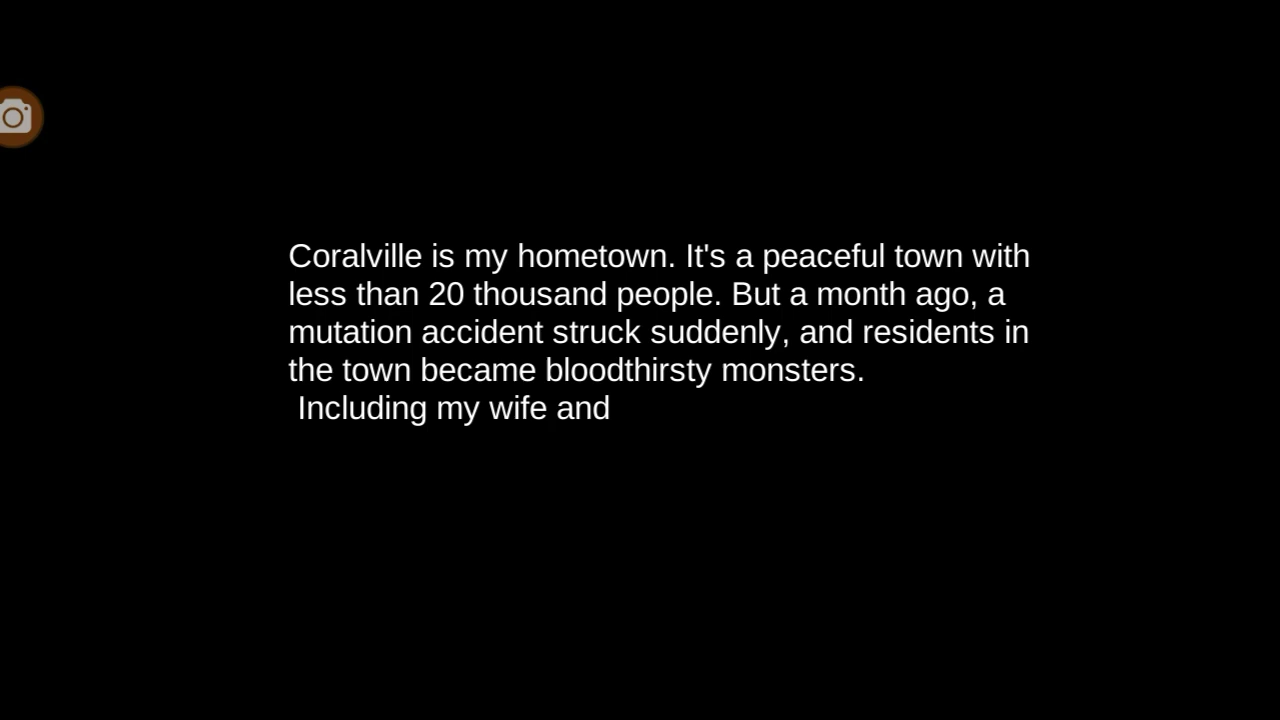 Coralville is my hometown. It's a peaceful town with
less than 20 thousand people. But a month ago, a
mutation accident struck suddenly, and residents in
the town became bloodthirsty monsters.
Including my wife and